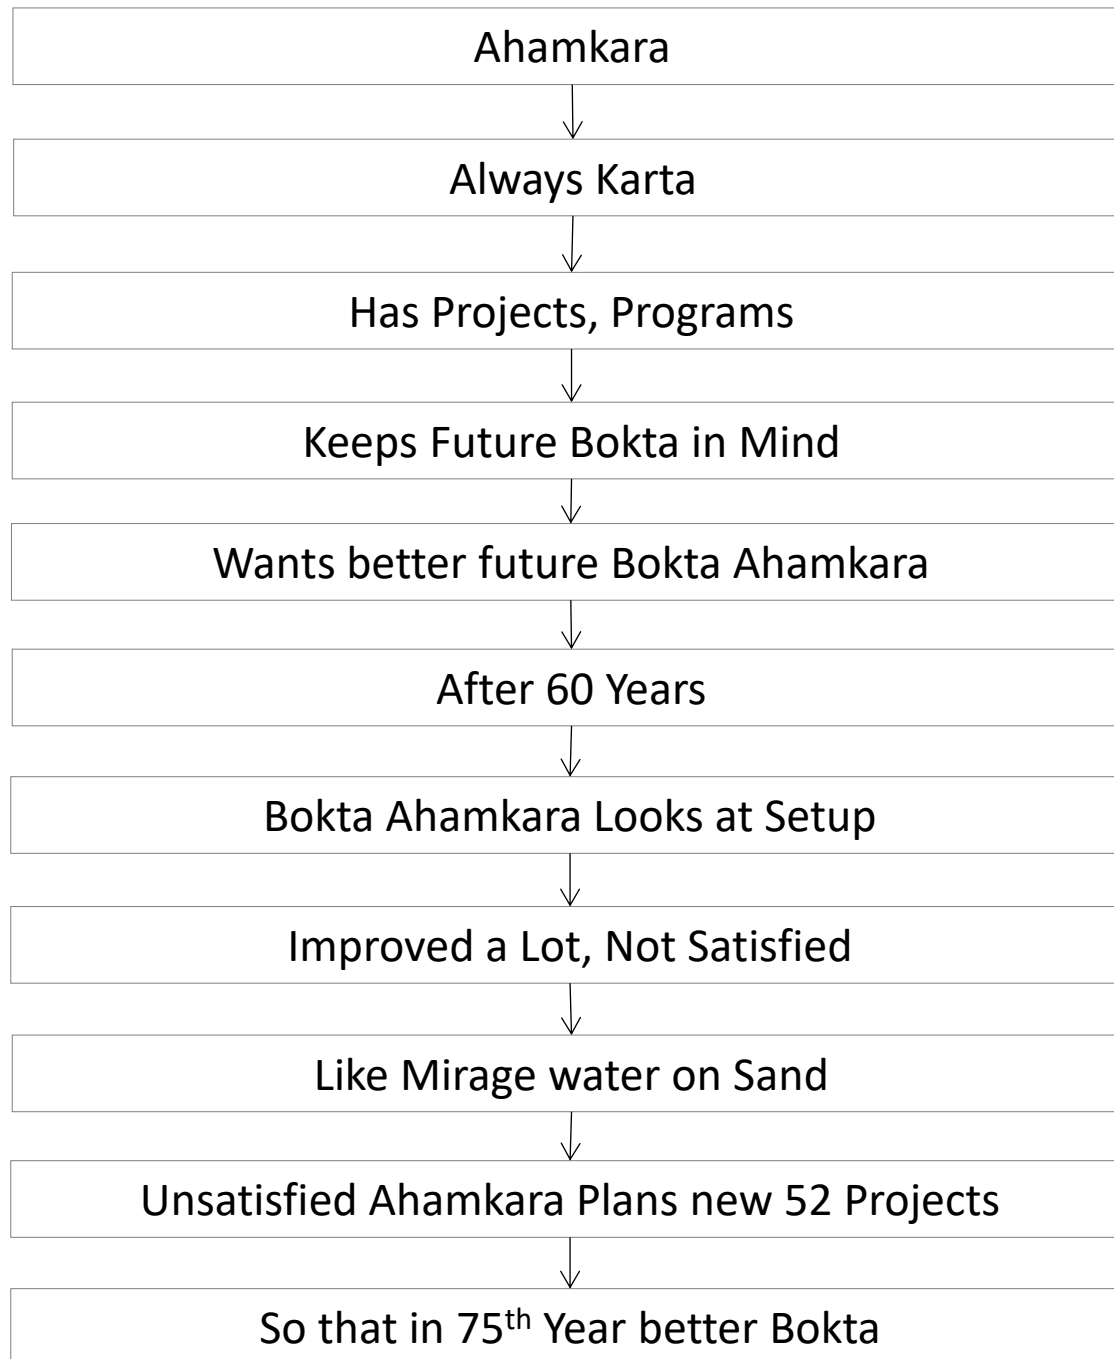 Ahamkara
Always Karta
Has Projects, Programs
Keeps Future Bokta in Mind
Wants better future Bokta Ahamkara
After 60 Years
Bokta Ahamkara Looks at Setup
Improved a Lot, Not Satisfied
Like Mirage water on Sand
Unsatisfied Ahamkara Plans new 52 Projects
So that in 75th Year better Bokta